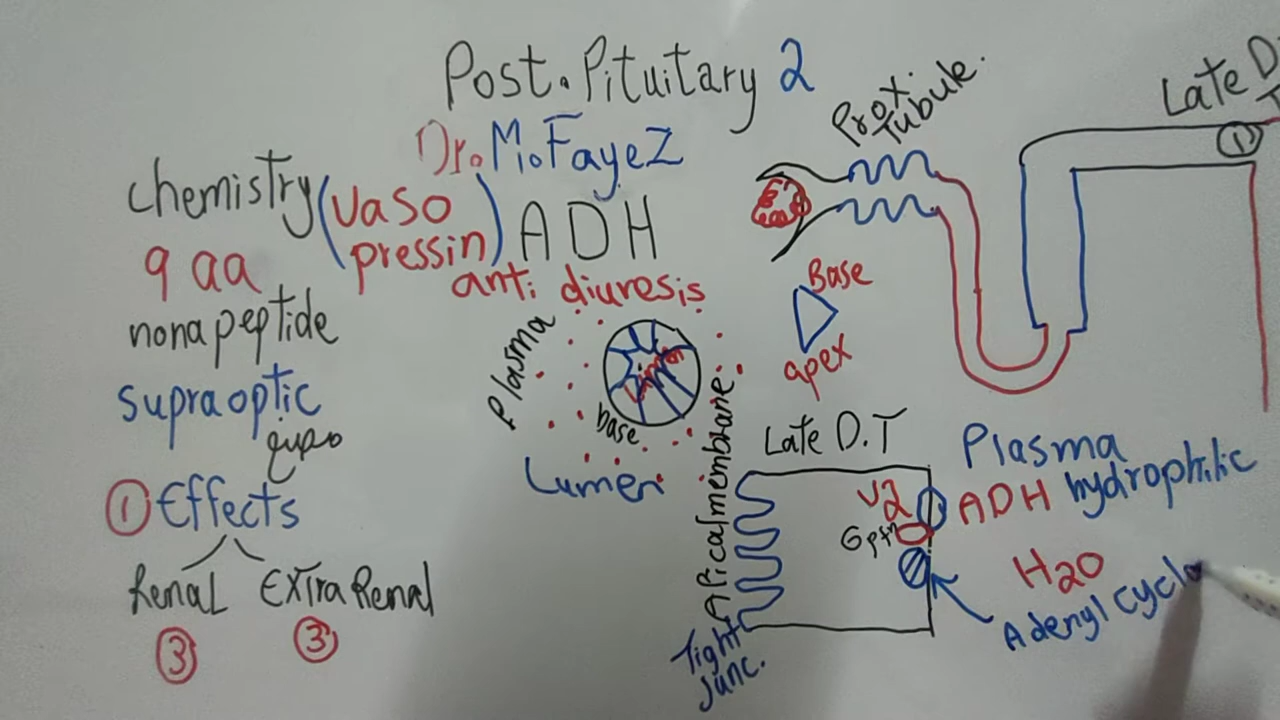 Post. Pituitary 2
Dr. M. Fayez
chemistry
(vaso
pressin)
ADH
9 aa
anti diuresis
nonapeptide
supraoptic
① Effects
Renal
Extra Renal
③
③
Plasma
Lumen
base
Lumen
Prox.
Tubule.
Base
apex
Late D.
T
①
Apical membrane
Late D.T
V2
Tight
Junc.
Plasma
ADH hydrophilic
H2O
Adenyl Cycla